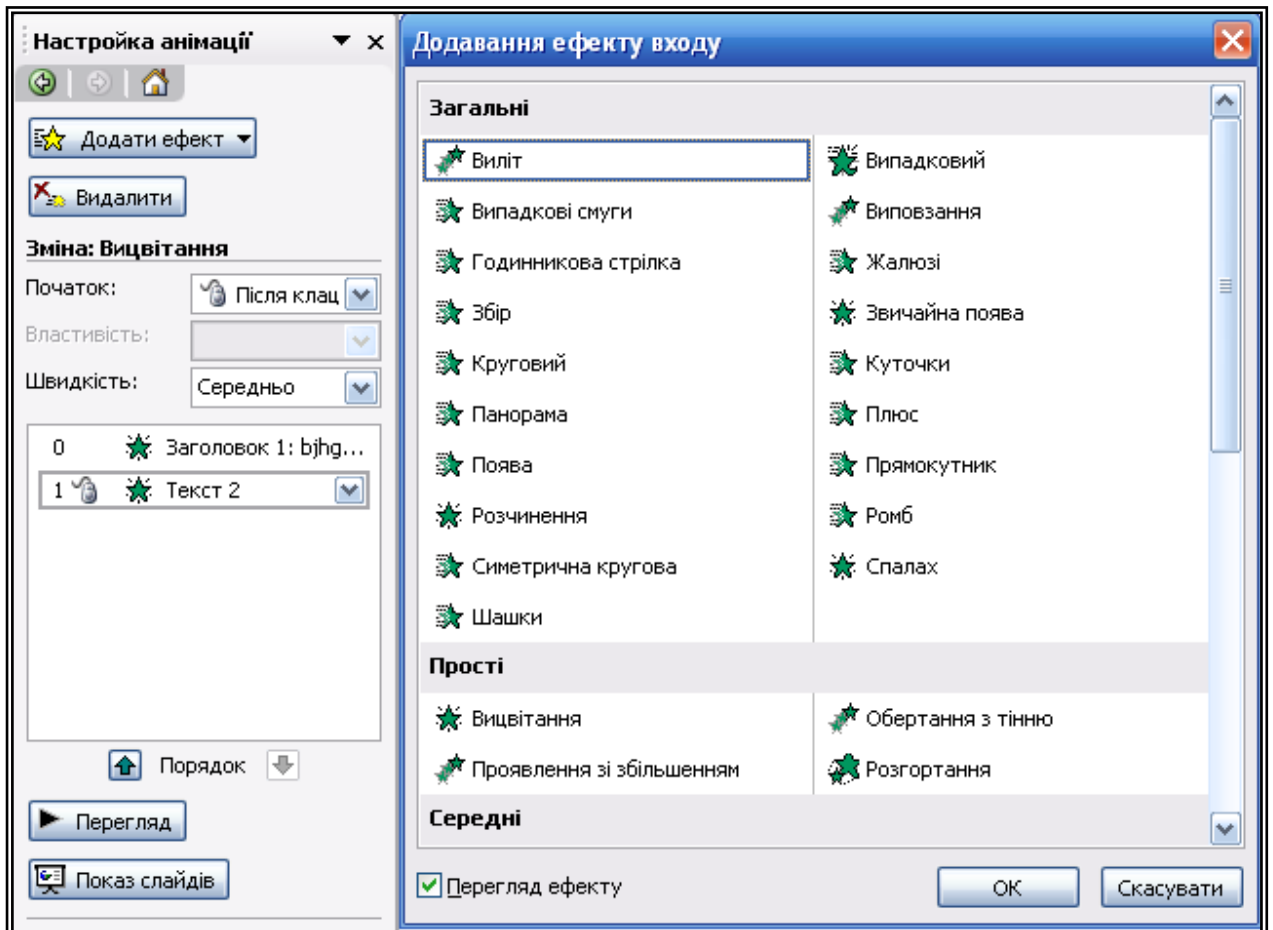 Настройка анімації
Додати ефект
Видалити
Зміна: Вицвітання
Початок: Після клац
Властивість:
Швидкість: Середньо
0 Заголовок 1: bjhg...
1 Текст 2
Порядок
Перегляд
Показ слайдів
Додавання ефекту входу
Загальні
Виліт Випадковий
Випадкові смуги Виповзання
Годинникова стрілка Жалюзі
Збір Звичайна поява
Круговий Куточки
Панорама Плюс
Поява Прямокутник
Розчинення Ромб
Симетрична кругова Спалах
Шашки
Прості
Вицвітання Обертання з тінню
Проявлення зі збільшенням Розгортання
Середні
Перегляд ефекту ОК Скасувати